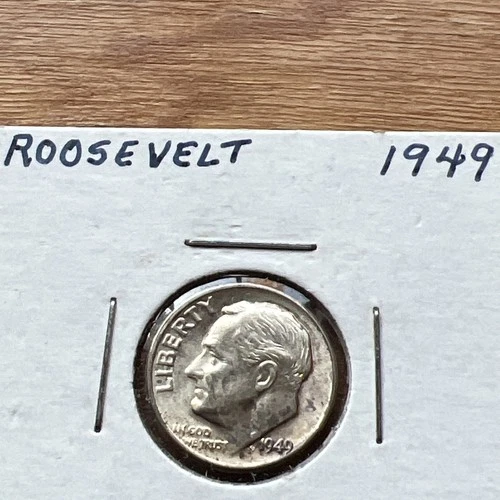 ROOSEVELT 1949
LIBERTY
IN GOD
WE TRUST
1949